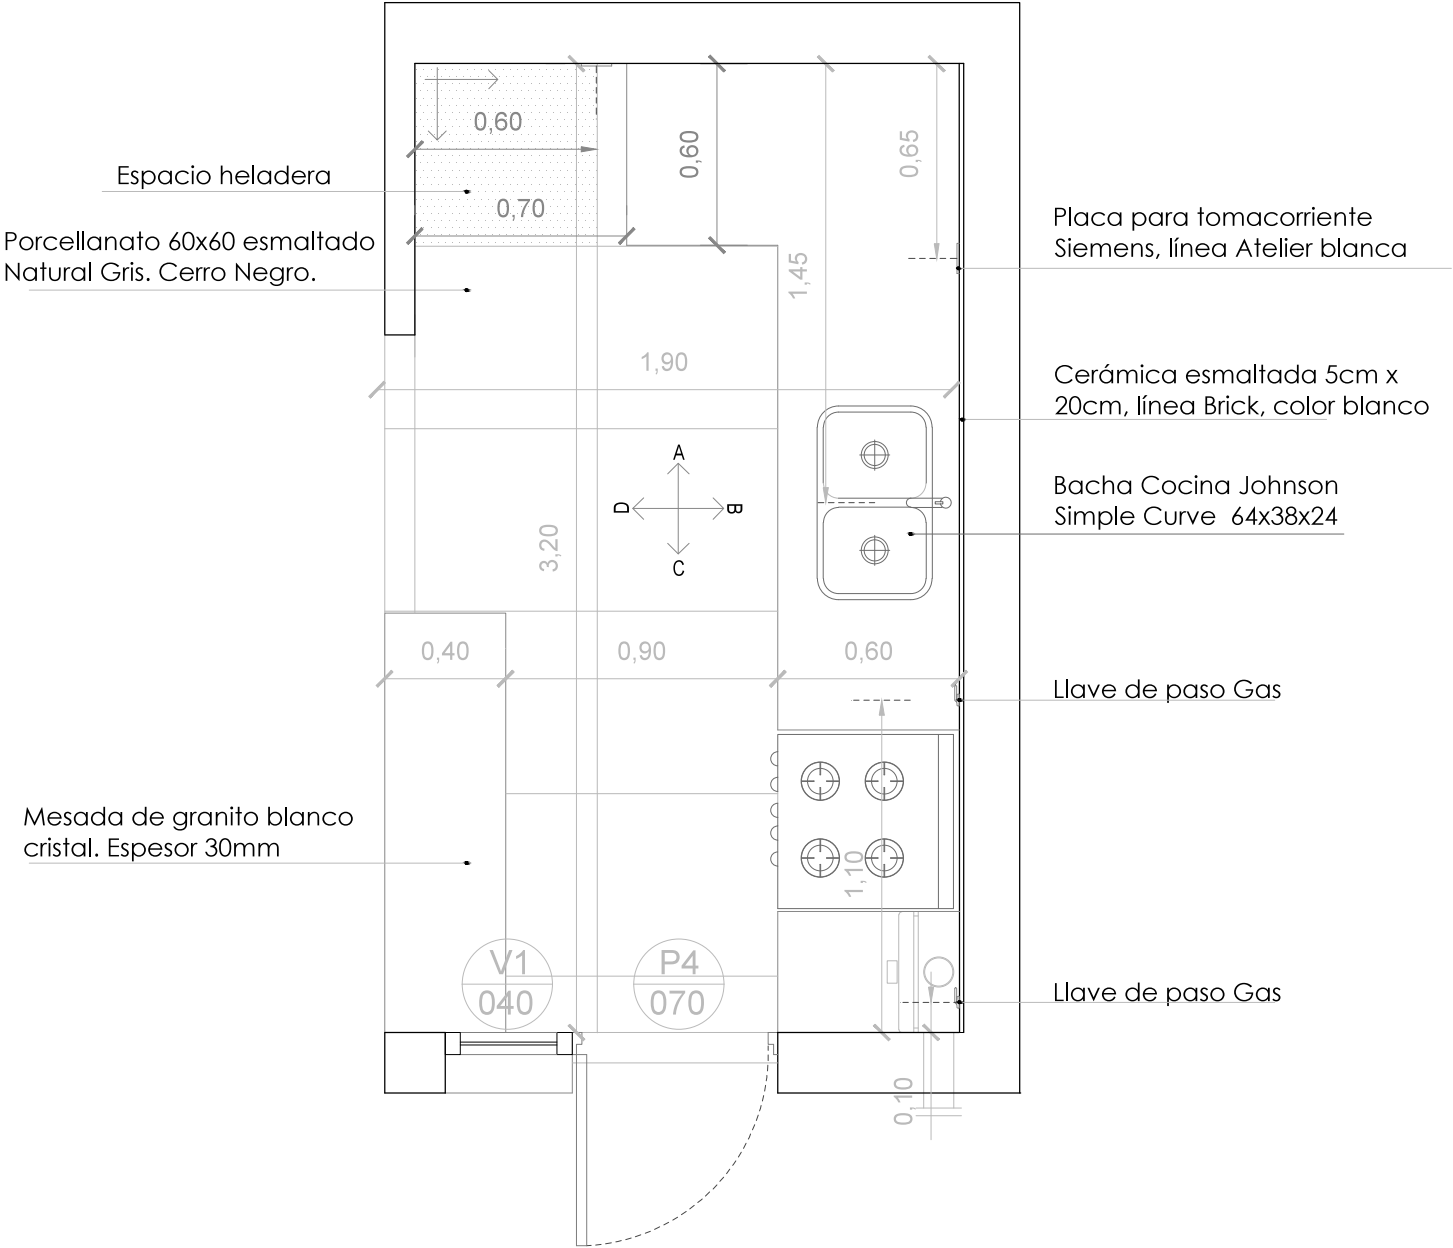 0,60
0,60
0,65
Espacio heladera
0,70
Placa para tomacorriente
Siemens, línea Atelier blanca
Porcellanato 60x60 esmaltado
Natural Gris. Cerro Negro.
1,45
1,90
Cerámica esmaltada 5cm x
20cm, línea Brick, color blanco
A
D
B
C
Bacha Cocina Johnson
Simple Curve 64x38x24
3,20
0,40
0,90
0,60
Llave de paso Gas
Mesada de granito blanco
cristal. Espesor 30mm
1,10
V1
040
P4
070
Llave de paso Gas
0,10